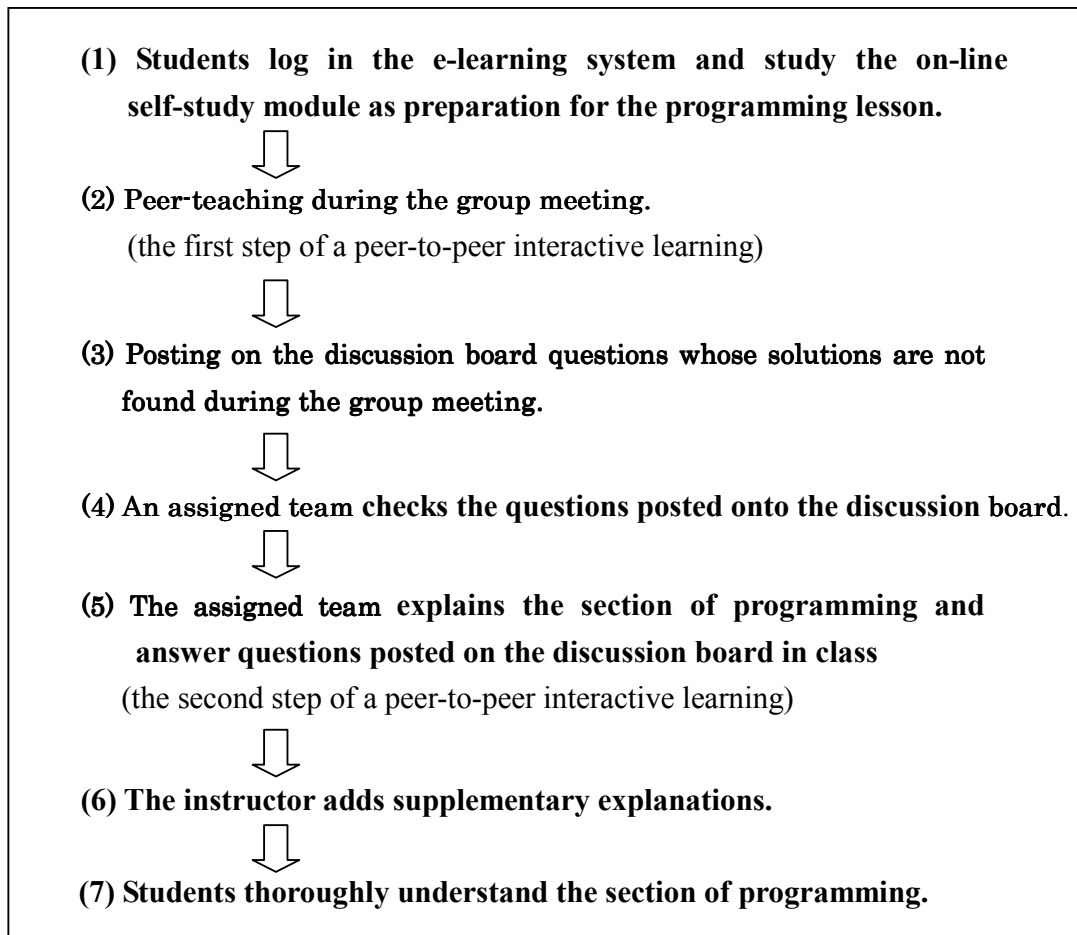 (1) Students log in the e-learning system and study the on-line
self-study module as preparation for the programming lesson.
(2) Peer-teaching during the group meeting.
(the first step of a peer-to-peer interactive learning)
(3) Posting on the discussion board questions whose solutions are not
found during the group meeting.
(4) An assigned team checks the questions posted onto the discussion board.
(5) The assigned team explains the section of programming and
answer questions posted on the discussion board in class
(the second step of a peer-to-peer interactive learning)
(6) The instructor adds supplementary explanations.
(7) Students thoroughly understand the section of programming.